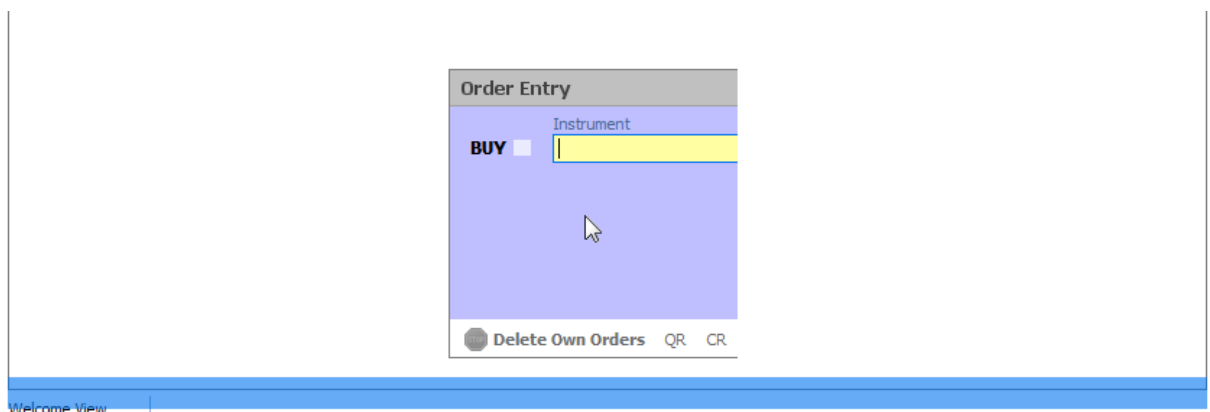 Order Entry
Instrument
BUY
Delete Own Orders QR CR
Welcome View